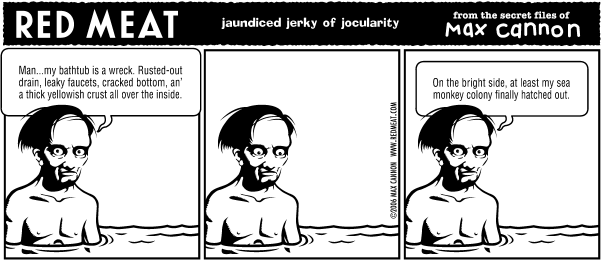 RED MEAT
jaundiced jerky of jocularity
from the secret files of
Max cannon
Man...my bathtub is a wreck. Rusted-out
drain, leaky faucets, cracked bottom, an'
a thick yellowish crust all over the inside.
©2006 MAX CANNON WWW.REDMEAT.COM
On the bright side, at least my sea
monkey colony finally hatched out.